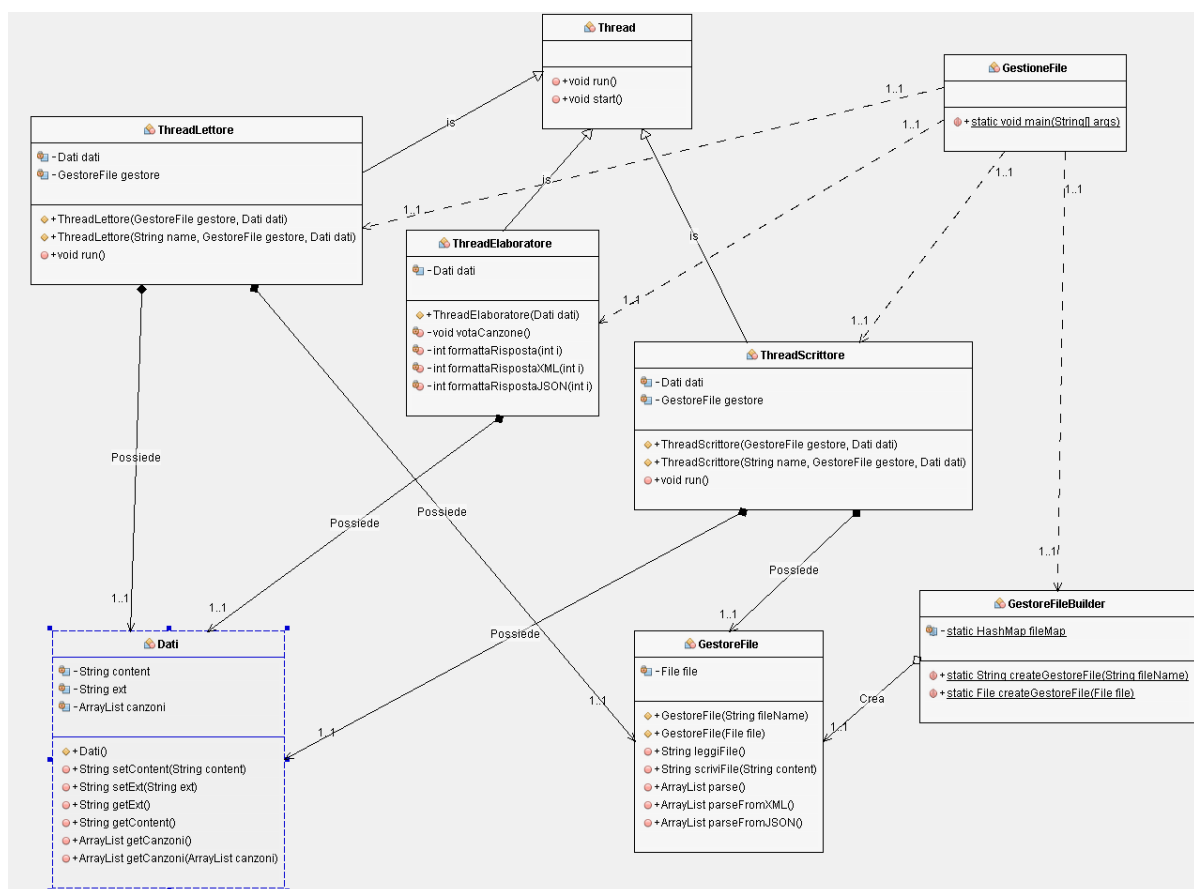 Thread
+void run()
+void start()
GestioneFile
+static void main(String[] args)
ThreadLettore
-Dati dati
-GestoreFile gestore
+ThreadLettore(GestoreFile gestore, Dati dati)
+ThreadLettore(String name, GestoreFile gestore, Dati dati)
+void run()
is
is
is
1..1
1..1
1..1
1..1
1..1
1..1
1..1
1..1
ThreadElaboratore
-Dati dati
+ThreadElaboratore(Dati dati)
-void votaCanzone()
-int formattaRisposta(int i)
-int formattaRispostaXML(int i)
-int formattaRispostaJSON(int i)
ThreadScrittore
-Dati dati
-GestoreFile gestore
+ThreadScrittore(GestoreFile gestore, Dati dati)
+ThreadScrittore(String name, GestoreFile gestore, Dati dati)
+void run()
Possiede
Possiede
Possiede
Possiede
Possiede
1..1
1..1
1..1
1..1
1..1
Dati
-String content
-String ext
-ArrayList canzoni
+Dati()
+String setContent(String content)
+String setExt(String ext)
+String getExt()
+String getContent()
+ArrayList getCanzoni()
+ArrayList getCanzoni(ArrayList canzoni)
GestoreFile
-File file
+GestoreFile(String fileName)
+GestoreFile(File file)
+String leggiFile()
+String scriviFile(String content)
+ArrayList parse()
+ArrayList parseFromXML()
+ArrayList parseFromJSON()
Crea
1..1
GestoreFileBuilder
-static HashMap fileMap
+static String createGestoreFile(String fileName)
+static File createGestoreFile(File file)